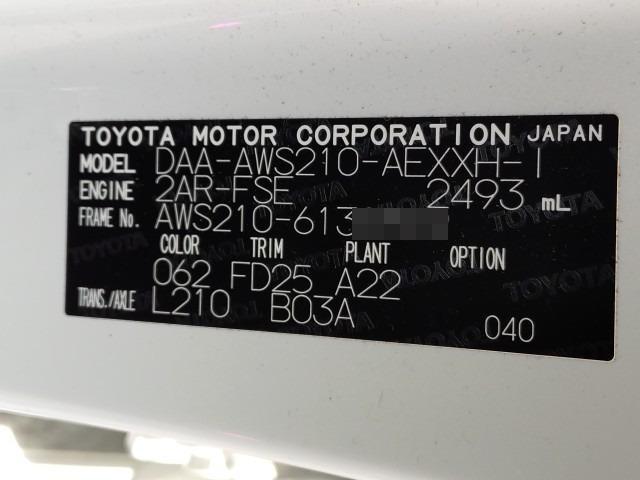 TOYOTA MOTOR CORPORATION JAPAN
MODEL DAA-AWS210-AEXXH-I
ENGINE 2AR-FSE 2493 mL
FRAME No. AWS210-613
COLOR TRIM PLANT OPTION
062 FD25 A22
TRANS./AXLE L210 B03A
040